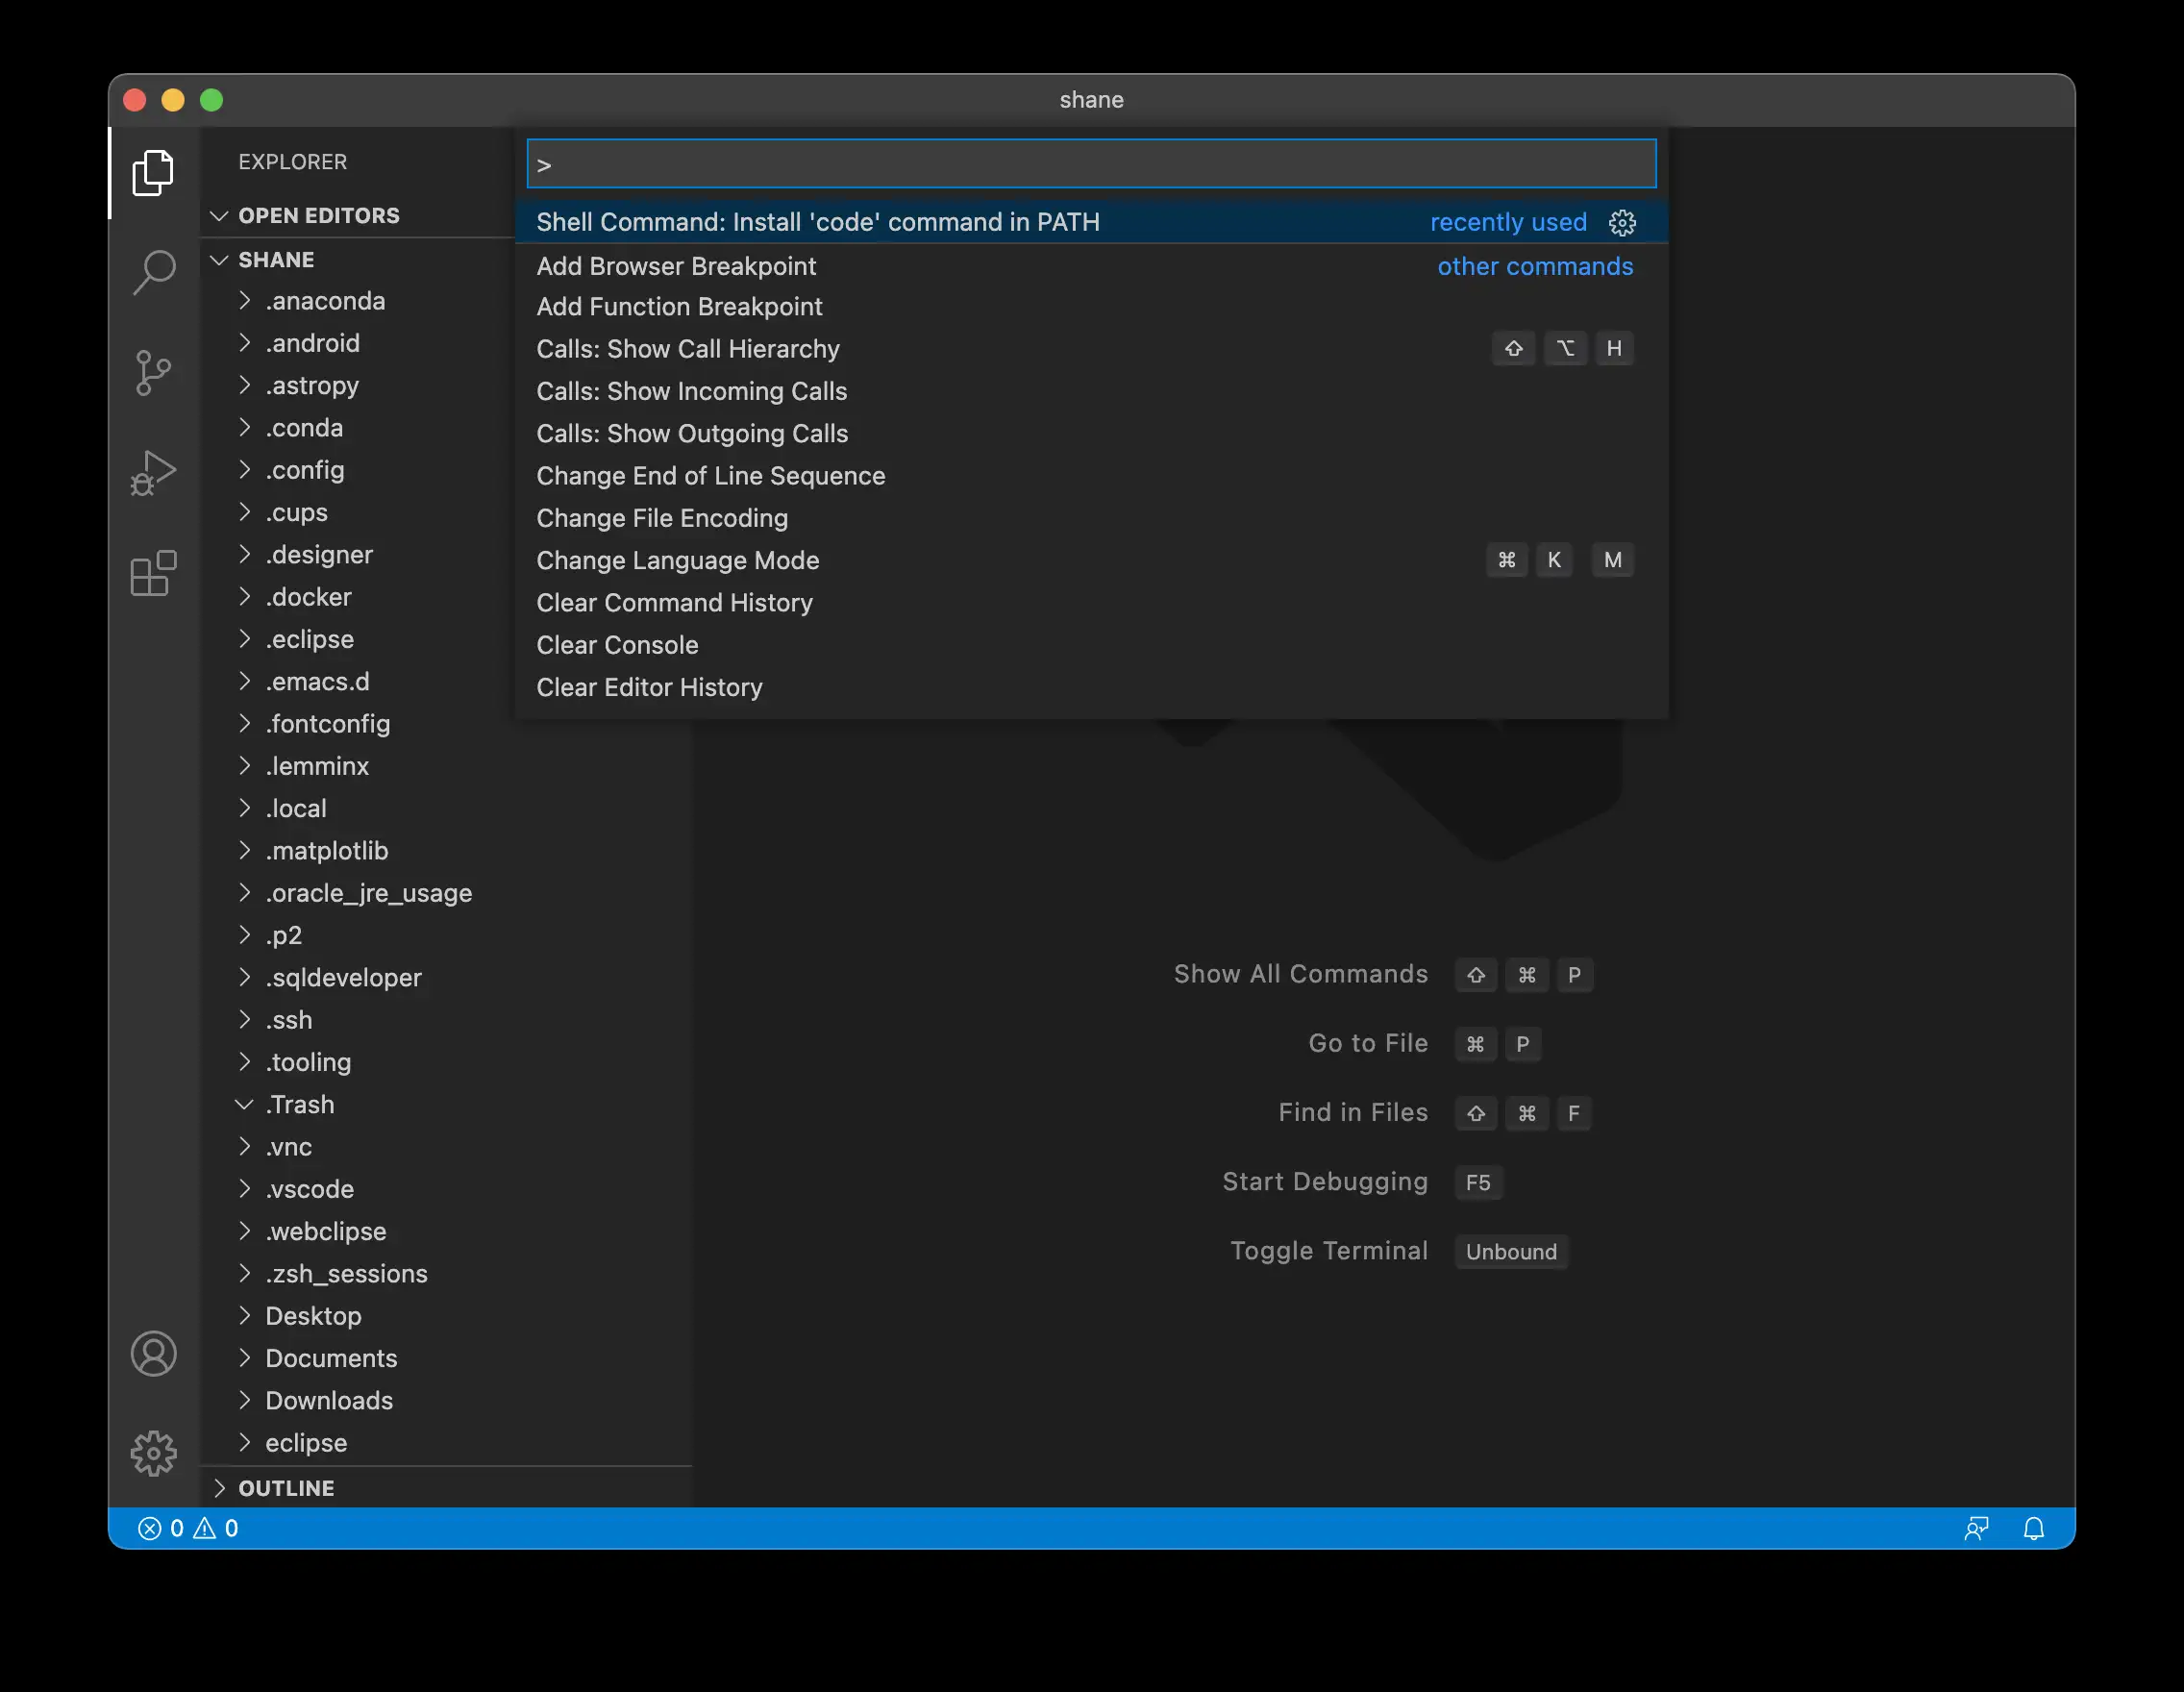 shane
EXPLORER
OPEN EDITORS
SHANE
.anaconda
.android
.astropy
.conda
.config
.cups
.designer
.docker
.eclipse
.emacs.d
.fontconfig
.lemminx
.local
.matplotlib
.oracle_jre_usage
.p2
.sqldeveloper
.ssh
.tooling
.Trash
.vnc
.vscode
.webclipse
.zsh_sessions
Desktop
Documents
Downloads
eclipse
OUTLINE
>
Shell Command: Install 'code' command in PATH recently used
Add Browser Breakpoint other commands
Add Function Breakpoint
Calls: Show Call Hierarchy ⇧ ⌥ H
Calls: Show Incoming Calls
Calls: Show Outgoing Calls
Change End of Line Sequence
Change File Encoding
Change Language Mode ⌘ K M
Clear Command History
Clear Console
Clear Editor History
Show All Commands ⇧ ⌘ P
Go to File ⌘ P
Find in Files ⇧ ⌘ F
Start Debugging F5
Toggle Terminal Unbound
0 0